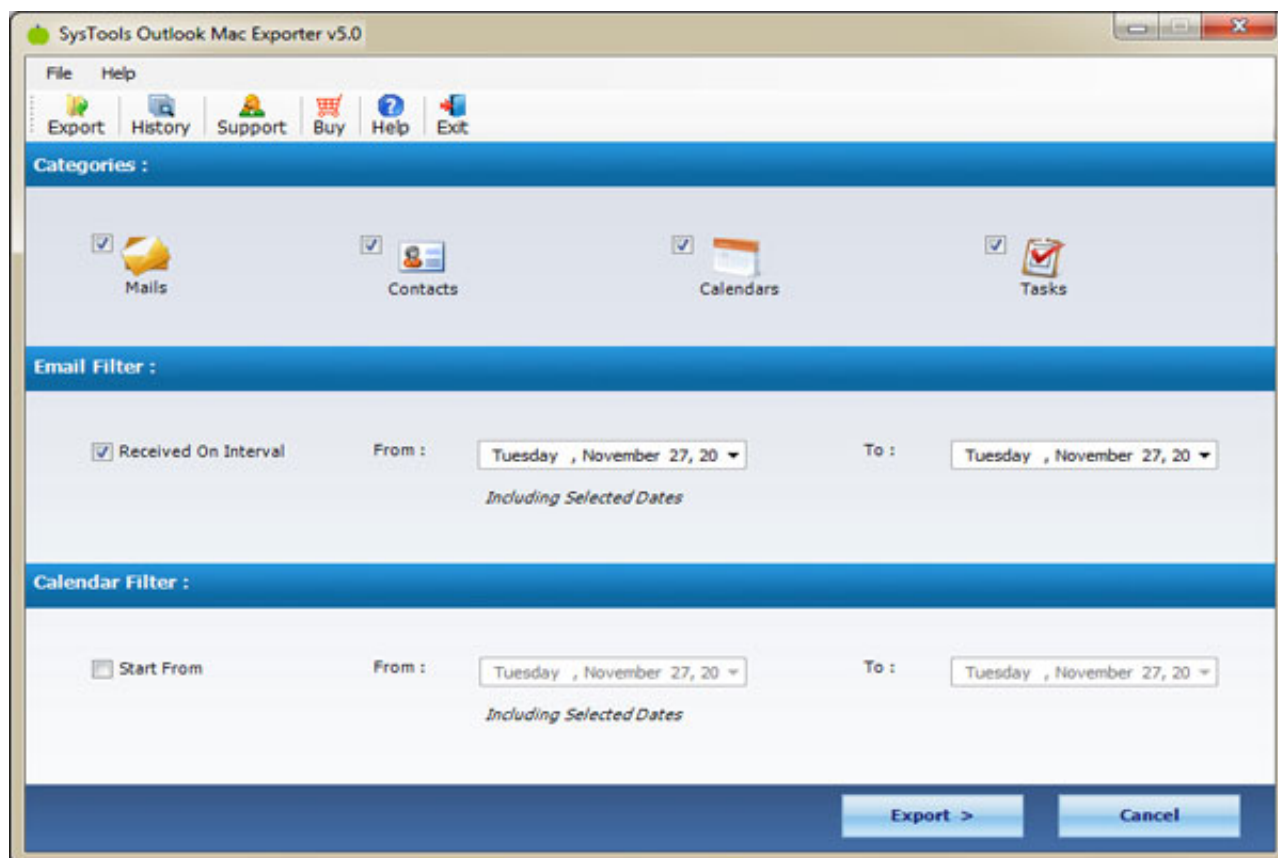 SysTools Outlook Mac Exporter v5.0
File Help
Export History Support Buy Help Exit
Categories :
Mails Contacts Calendars Tasks
Email Filter :
Received On Interval From : Tuesday , November 27, 20 To : Tuesday , November 27, 20
Including Selected Dates
Calendar Filter :
Start From From : Tuesday , November 27, 20 To : Tuesday , November 27, 20
Including Selected Dates
Export > Cancel